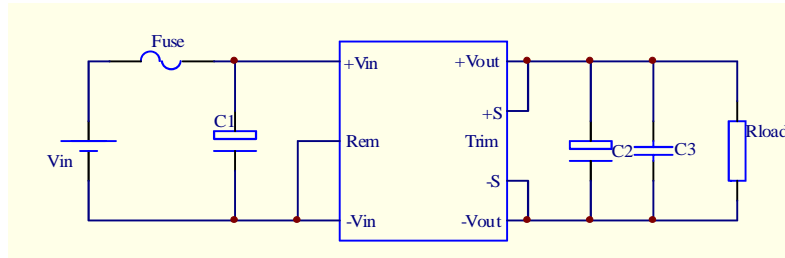 Fuse
+Vin
+Vout
C1
+S
Rem
Trim
Rload
Vin
C2
C3
-S
-Vin
-Vout